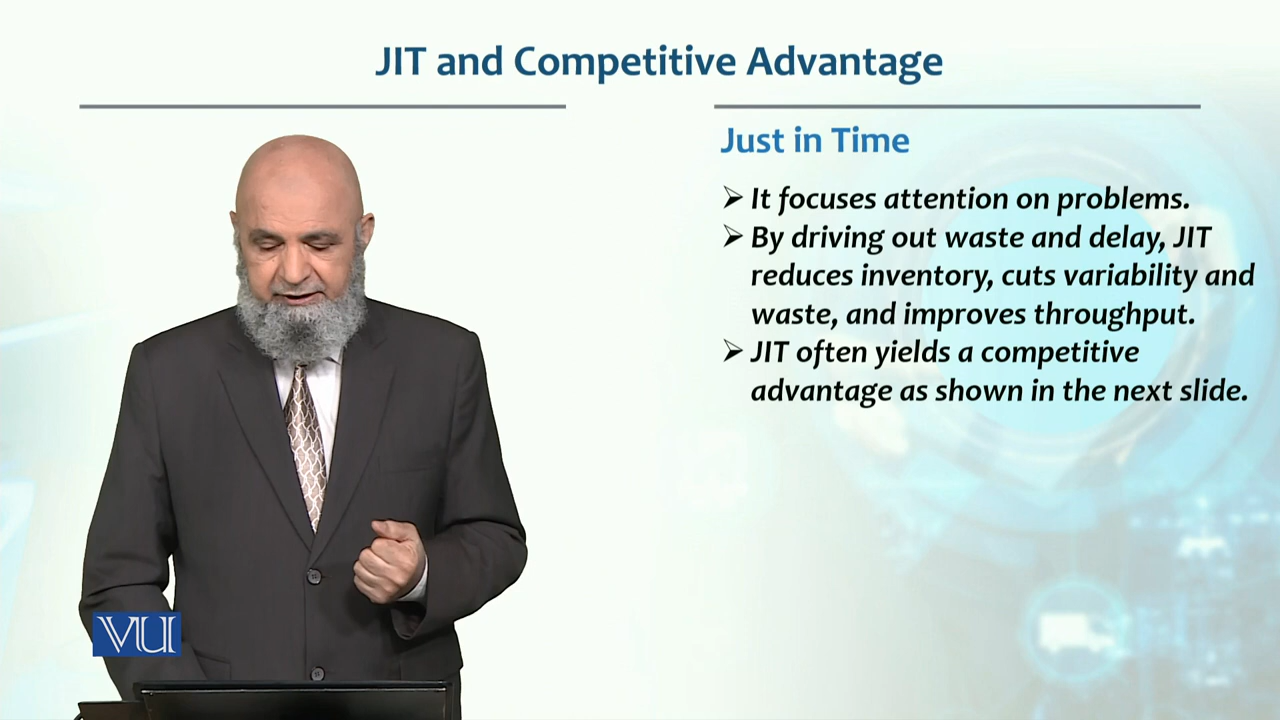 JIT and Competitive Advantage
Just in Time
➢ It focuses attention on problems.
➢ By driving out waste and delay, JIT
reduces inventory, cuts variability and
waste, and improves throughput.
➢ JIT often yields a competitive
advantage as shown in the next slide.
VU